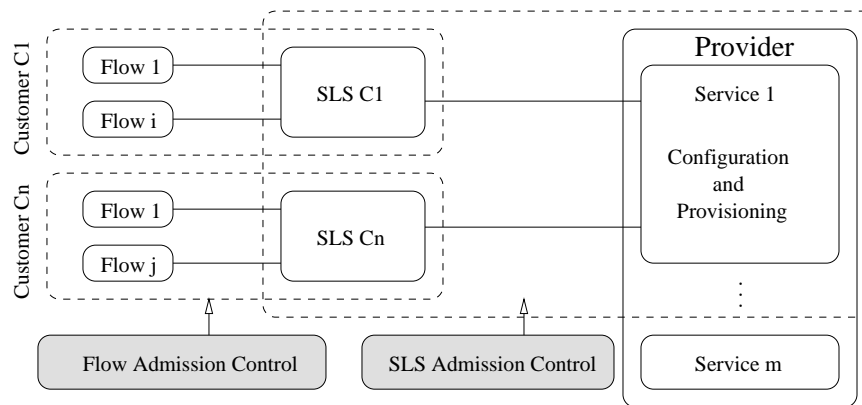 Customer C1
Flow 1
Flow i
SLS C1
Provider
Service 1
Configuration
and
Provisioning
Customer Cn
Flow 1
Flow j
SLS Cn
Flow Admission Control
SLS Admission Control
Service m